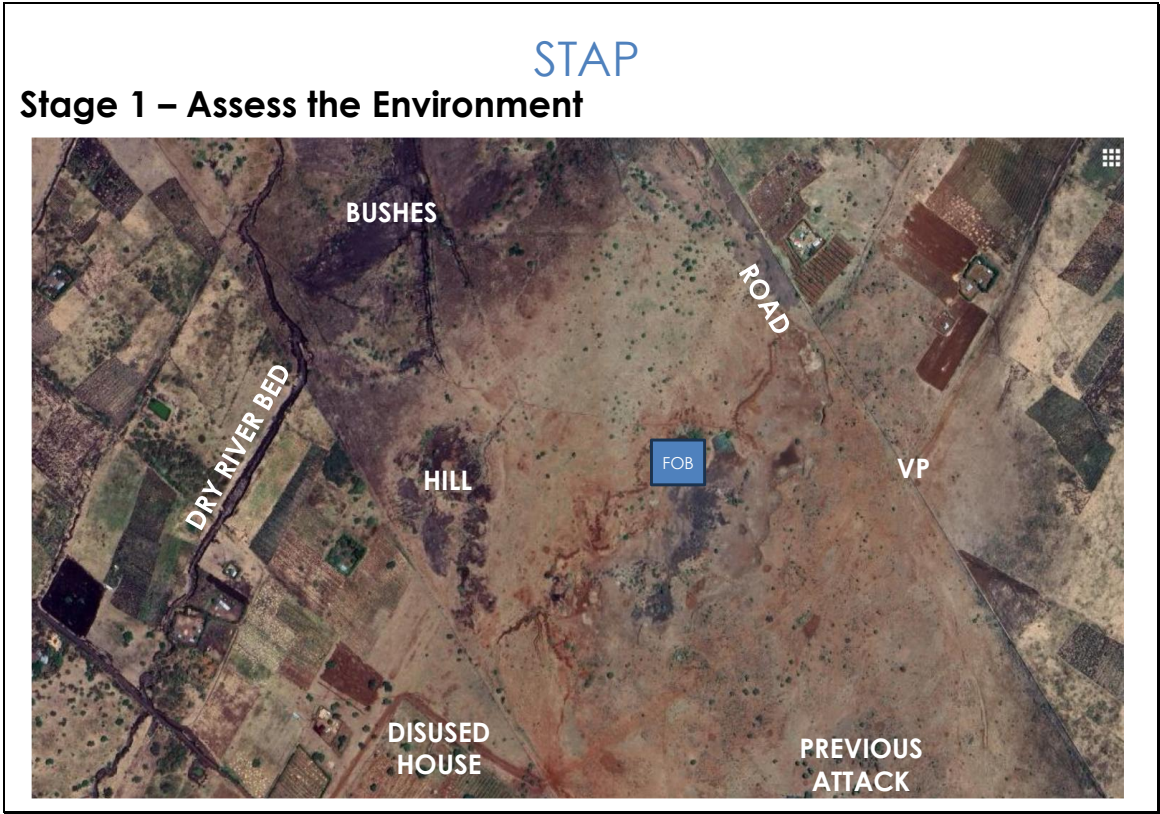 STAP
Stage 1 – Assess the Environment
BUSHES
ROAD
DRY RIVER BED
HILL
FOB
VP
DISUSED
HOUSE
PREVIOUS
ATTACK